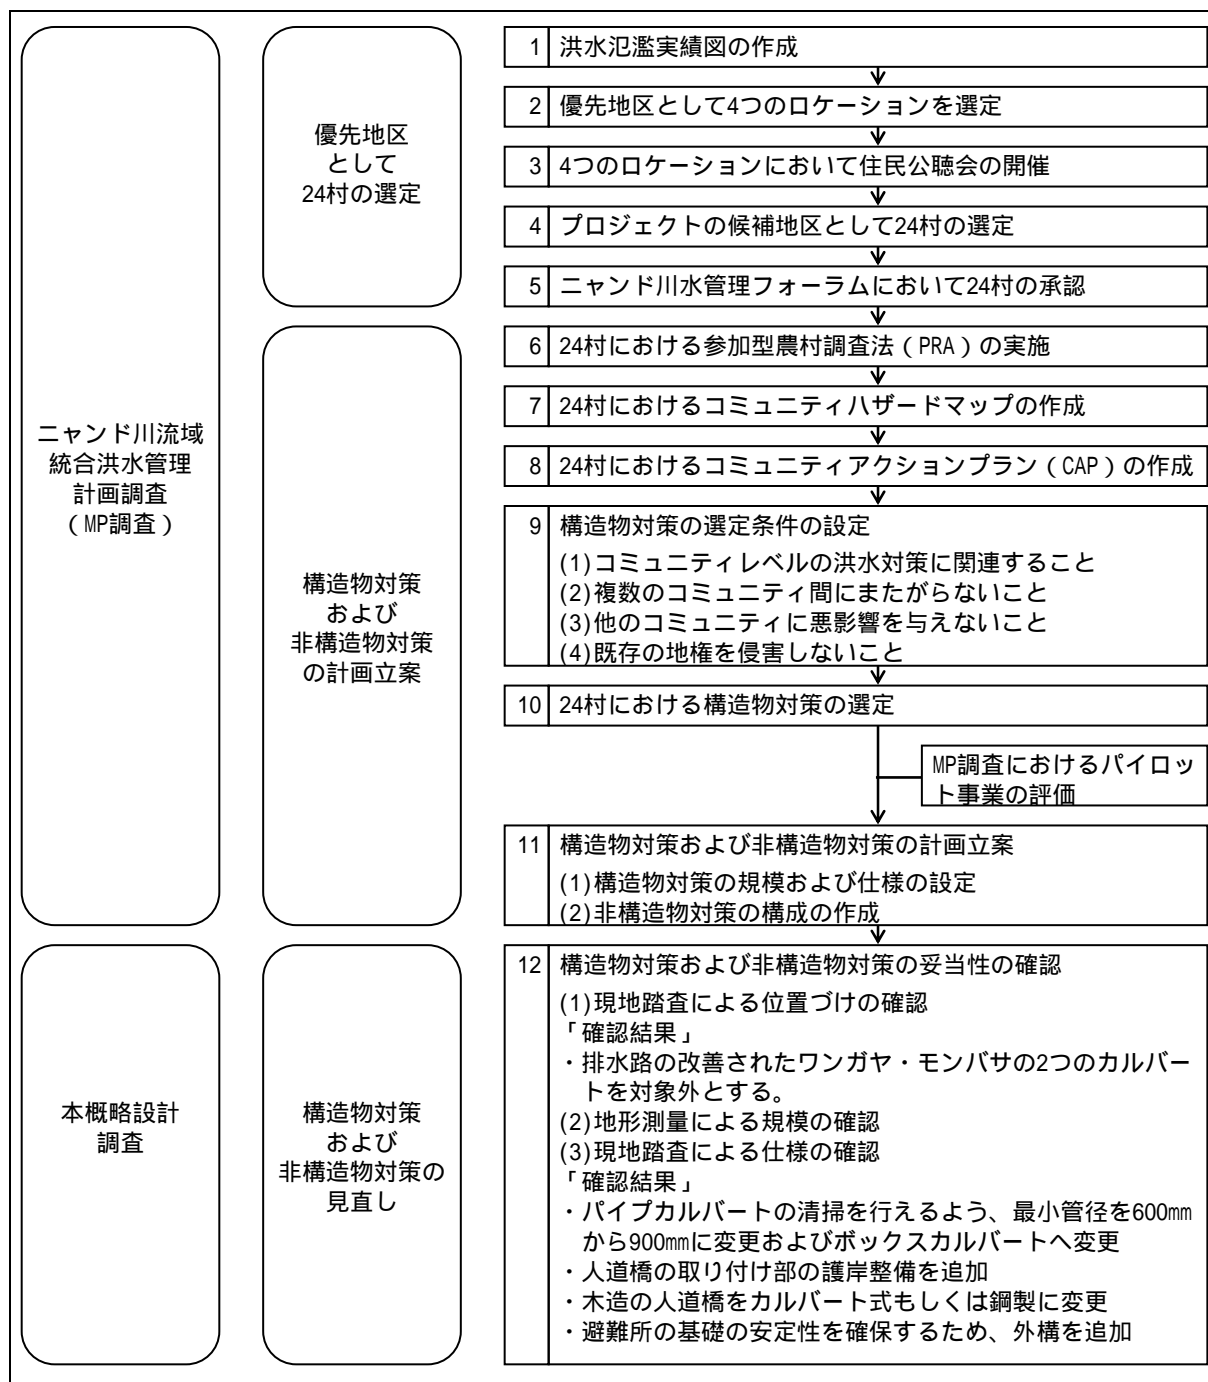 ニャンド川流域
統合洪水管理
計画調査
(MP調査)
優先地区
として
24村の選定
1 洪水氾濫実績図の作成
2 優先地区として4つのロケーションを選定
3 4つのロケーションにおいて住民公聴会の開催
4 プロジェクトの候補地区として24村の選定
5 ニャンド川水管理フォーラムにおいて24村の承認
構造物対策
および
非構造物対策
の計画立案
6 24村における参加型農村調査法(PRA)の実施
7 24村におけるコミュニティハザードマップの作成
8 24村におけるコミュニティアクションプラン(CAP)の作成
9 構造物対策の選定条件の設定
(1)コミュニティレベルの洪水対策に関連すること
(2)複数のコミュニティ間にまたがらないこと
(3)他のコミュニティに悪影響を与えないこと
(4)既存の地権を侵害しないこと
10 24村における構造物対策の選定
MP調査におけるパイロッ
ト事業の評価
11 構造物対策および非構造物対策の計画立案
(1)構造物対策の規模および仕様の設定
(2)非構造物対策の構成の作成
本概略設計
調査
構造物対策
および
非構造物対策の
見直し
12 構造物対策および非構造物対策の妥当性の確認
(1)現地踏査による位置づけの確認
「確認結果」
・排水路の改善されたワンガヤ・モンバサの2つのカルバー
トを対象外とする。
(2)地形測量による規模の確認
(3)現地踏査による仕様の確認
「確認結果」
・パイプカルバートの清掃を行えるよう、最小管径を600㎜
から900㎜に変更およびボックスカルバートへ変更
・人道橋の取り付け部の護岸整備を追加
・木造の人道橋をカルバート式もしくは鋼製に変更
・避難所の基礎の安定性を確保するため、外構を追加